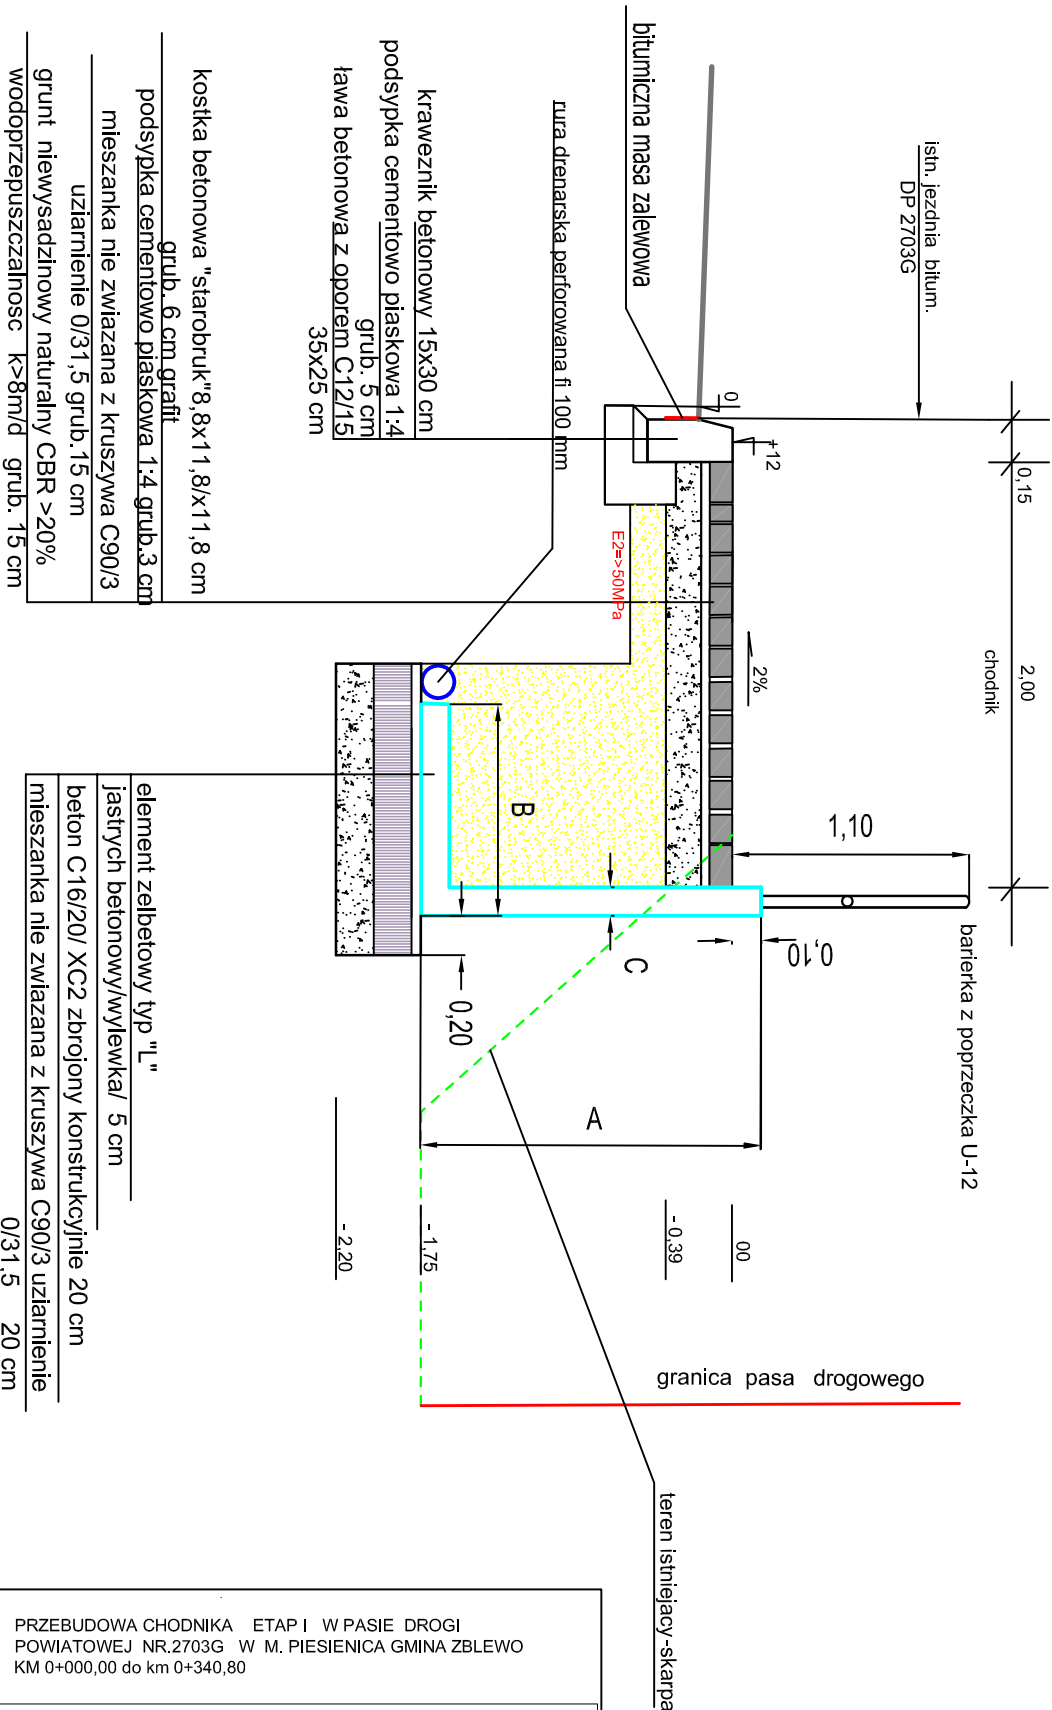 istn. jezdnia bitum.
DP 2703G
bitumiczna masa zalewowa
rura drenarska perforowana fi 100 mm
kraweznik betonowy 15x30 cm
podsypka cementowo piaskowa 1:4
grub. 5 cm
ława betonowa z oporem C12/15
35x25 cm
kostka betonowa "starobruk"8,8x11,8/x11,8 cm
grub. 6 cm grafit
podsypka cementowo piaskowa 1:4 grub.3 cm
mieszanka nie zwiazana z kruszywa C90/3
uziarnienie 0/31,5 grub.15 cm
grunt niewysadzinowy naturalny CBR >20%
wodoprzepuszczalnosc k>8m/d grub. 15 cm
0
+12
0,15
2,00
chodnik
2%
E2=>50MPa
1,10
barierka z poprzeczka U-12
0,10
B
C
0,20
A
00
- 0,39
- 1,75
- 2,20
granica pasa drogowego
teren istniejacy-skarpa
element zelbetowy typ "L"
jastrych betonowy/wylewka/ 5 cm
beton C16/20/ XC2 zbrojony konstrukcyjnie 20 cm
mieszanka nie zwiazana z kruszywa C90/3 uziarnienie
0/31,5 20 cm
PRZEBUDOWA CHODNIKA ETAP I W PASIE DROGI
POWIATOWEJ NR.2703G W M. PIESIENICA GMINA ZBLEWO
KM 0+000,00 do km 0+340,80